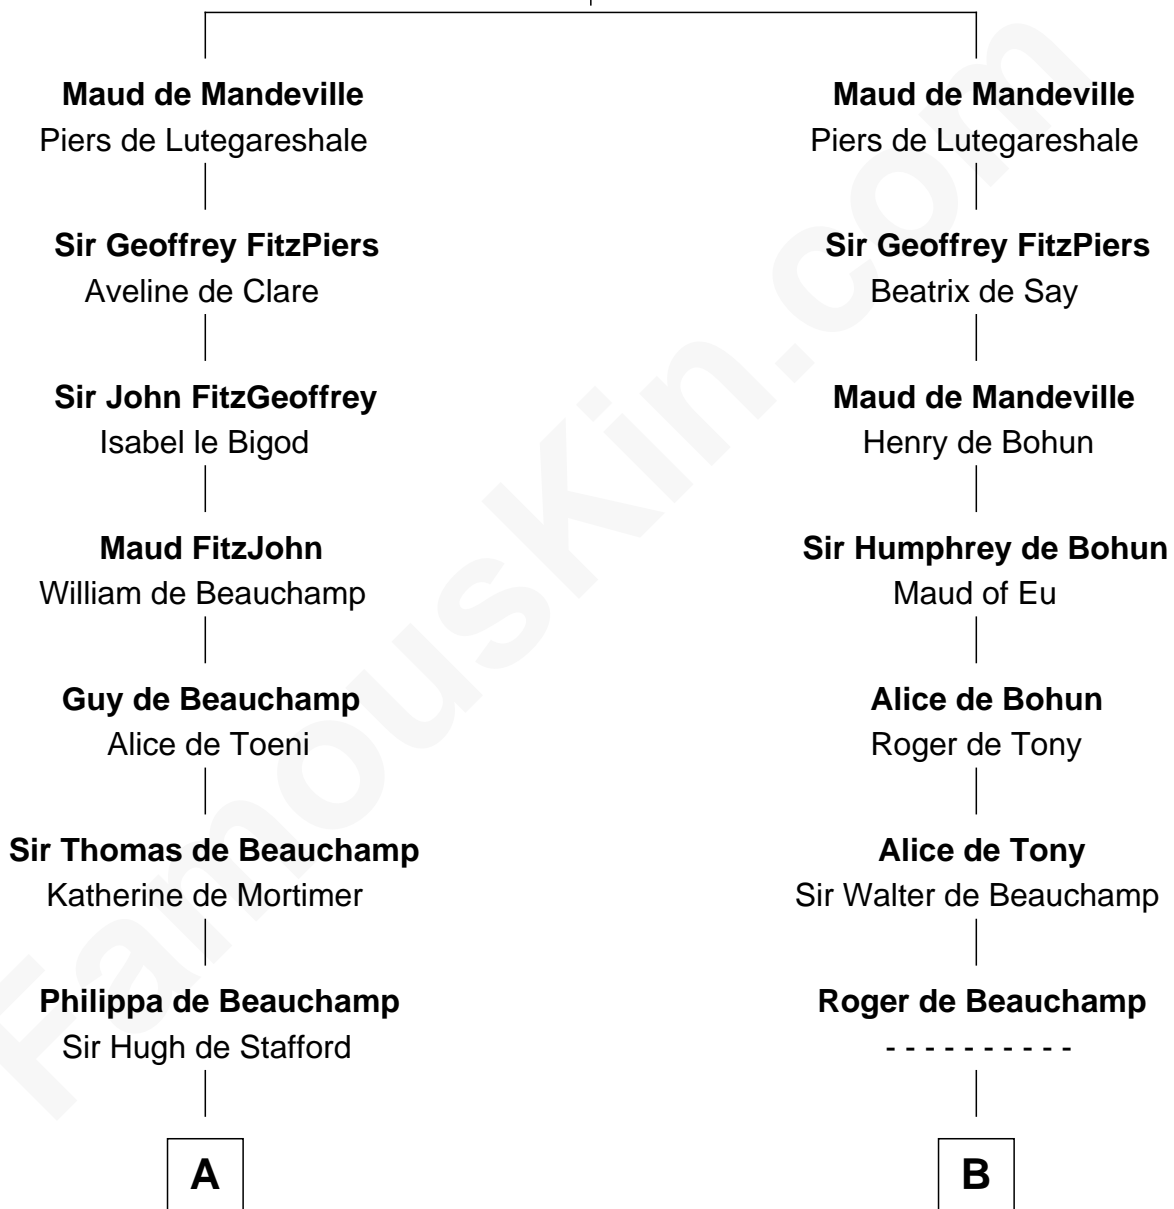 Maud de Mandeville
Piers de Lutegareshale
Sir Geoffrey FitzPiers
Aveline de Clare
Sir John FitzGeoffrey
Isabel le Bigod
Maud FitzJohn
William de Beauchamp
Guy de Beauchamp
Alice de Toeni
Sir Thomas de Beauchamp
Katherine de Mortimer
Philippa de Beauchamp
Sir Hugh de Stafford
A
Maud de Mandeville
Piers de Lutegareshale
Sir Geoffrey FitzPiers
Beatrix de Say
Maud de Mandeville
Henry de Bohun
Sir Humphrey de Bohun
Maud of Eu
Alice de Bohun
Roger de Tony
Alice de Tony
Sir Walter de Beauchamp
Roger de Beauchamp
- - - - - - - - - -
B
FamousKin.com